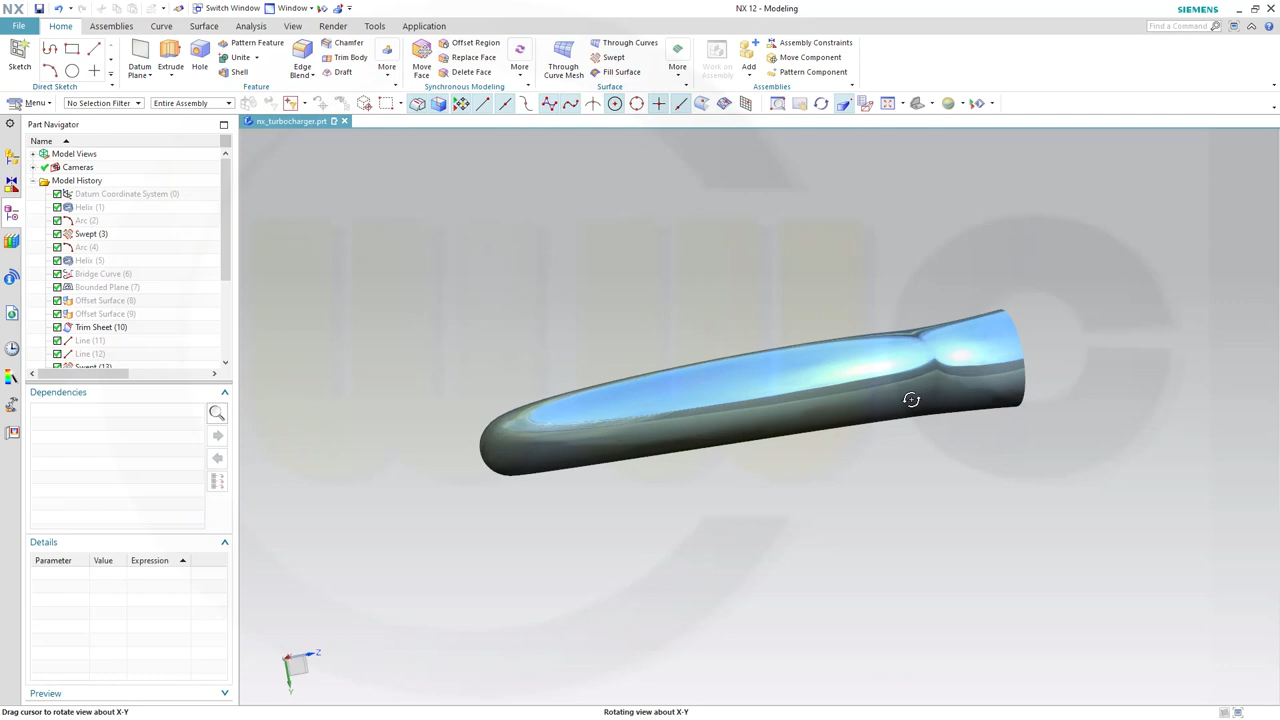 NX
Switch Window
Window
NX 12 - Modeling
SIEMENS
File
Home
Assemblies
Curve
Surface
Analysis
View
Render
Tools
Application
Find a Command
Sketch
Direct Sketch
Datum
Plane
Extrude
Hole
Pattern Feature
Unite
Shell
Edge
Blend
Chamfer
Trim Body
Draft
More
Feature
Move
Face
Offset Region
Replace Face
Delete Face
More
Synchronous Modeling
Through
Curve Mesh
Through Curves
Swept
Fill Surface
More
Surface
Work on
Assembly
Add
Assembly Constraints
Move Component
Pattern Component
Assemblies
Menu
No Selection Filter
Entire Assembly
Part Navigator
nx_turbocharger.prt
Name
Model Views
Cameras
Model History
Datum Coordinate System (0)
Helix (1)
Arc (2)
Swept (3)
Arc (4)
Helix (5)
Bridge Curve (6)
Bounded Plane (7)
Offset Surface (8)
Offset Surface (9)
Trim Sheet (10)
Line (11)
Line (12)
Swept (13)
Dependencies
Details
Parameter
Value
Expression
Preview
Z
Y
Drag cursor to rotate view about X-Y
Rotating view about X-Y